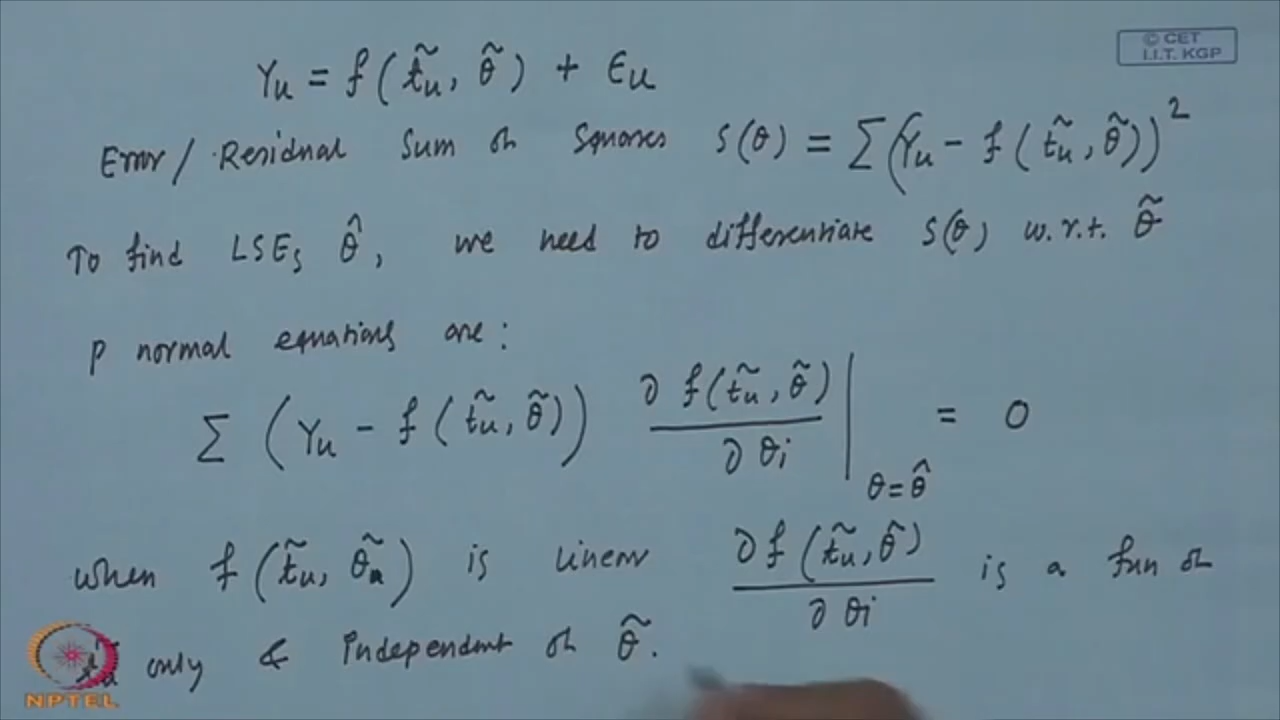 © CET
I.I.T. KGP
Yu = f(t̃u, θ̃) + ϵu
Error/Residual Sum of Squares S(θ) = Σ(Yu - f(t̃u, θ̃))²
To find LSEs θ̂, we need to differentiate S(θ) w.r.t. θ̃
p normal equations are:
Σ (Yu - f(t̃u, θ̃)) ∂f(t̃u, θ̃)/∂θi |θ=θ̂ = 0
when f(t̃u, θ̃) is linear ∂f(t̃u, θ̃)/∂θi is a fun of
only & independent of θ̃.
NPTEL